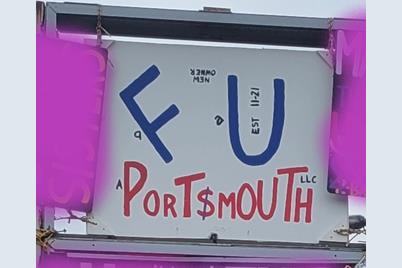 NEW OWNER
F U
a a
EST 11-21
A PORT$MOUTH LLC